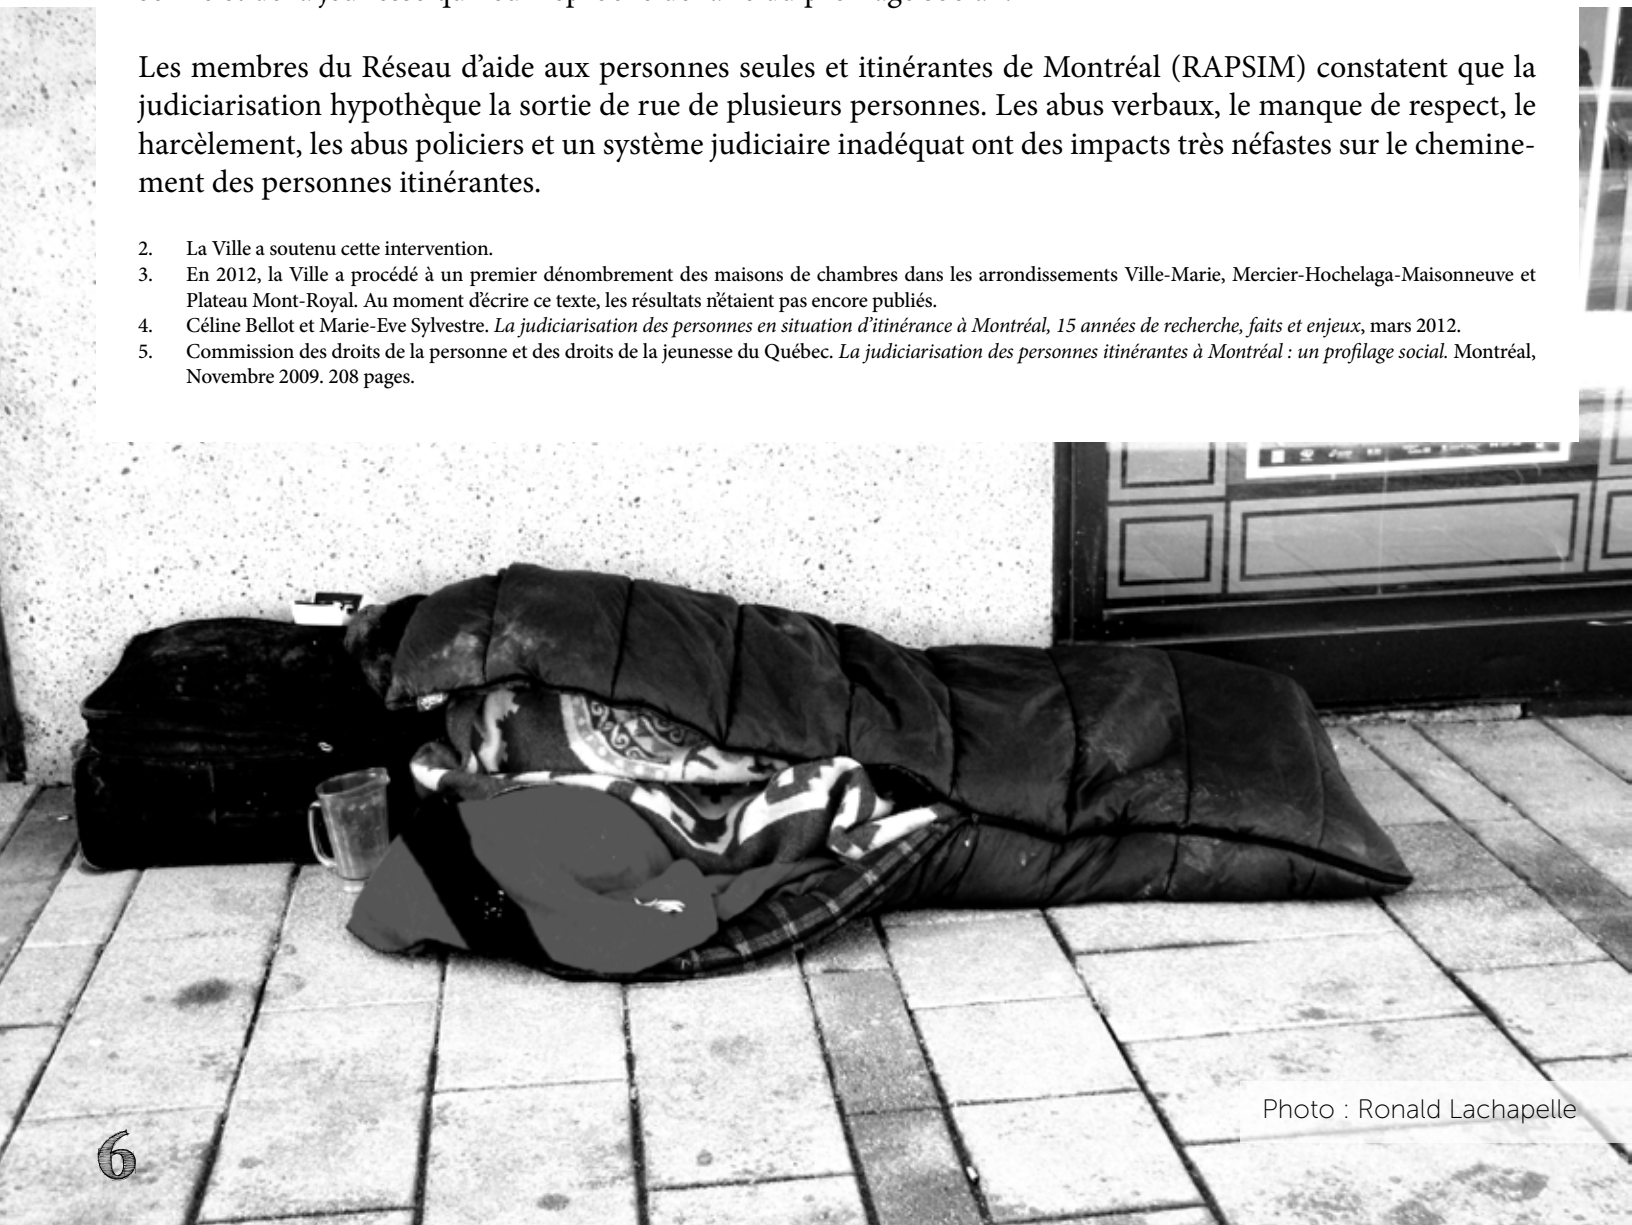 Les membres du Réseau d’aide aux personnes seules et itinérantes de Montréal (RAPSIM) constatent que la
judiciarisation hypothèque la sortie de rue de plusieurs personnes. Les abus verbaux, le manque de respect, le
harcèlement, les abus policiers et un système judiciaire inadéquat ont des impacts très néfastes sur le chemine-
ment des personnes itinérantes.
2. La Ville a soutenu cette intervention.
3. En 2012, la Ville a procédé à un premier dénombrement des maisons de chambres dans les arrondissements Ville-Marie, Mercier-Hochelaga-Maisonneuve et
Plateau Mont-Royal. Au moment d’écrire ce texte, les résultats n’étaient pas encore publiés.
4. Céline Bellot et Marie-Eve Sylvestre. La judiciarisation des personnes en situation d’itinérance à Montréal, 15 années de recherche, faits et enjeux, mars 2012.
5. Commission des droits de la personne et des droits de la jeunesse du Québec. La judiciarisation des personnes itinérantes à Montréal : un profilage social. Montréal,
Novembre 2009. 208 pages.
Photo : Ronald Lachapelle
6